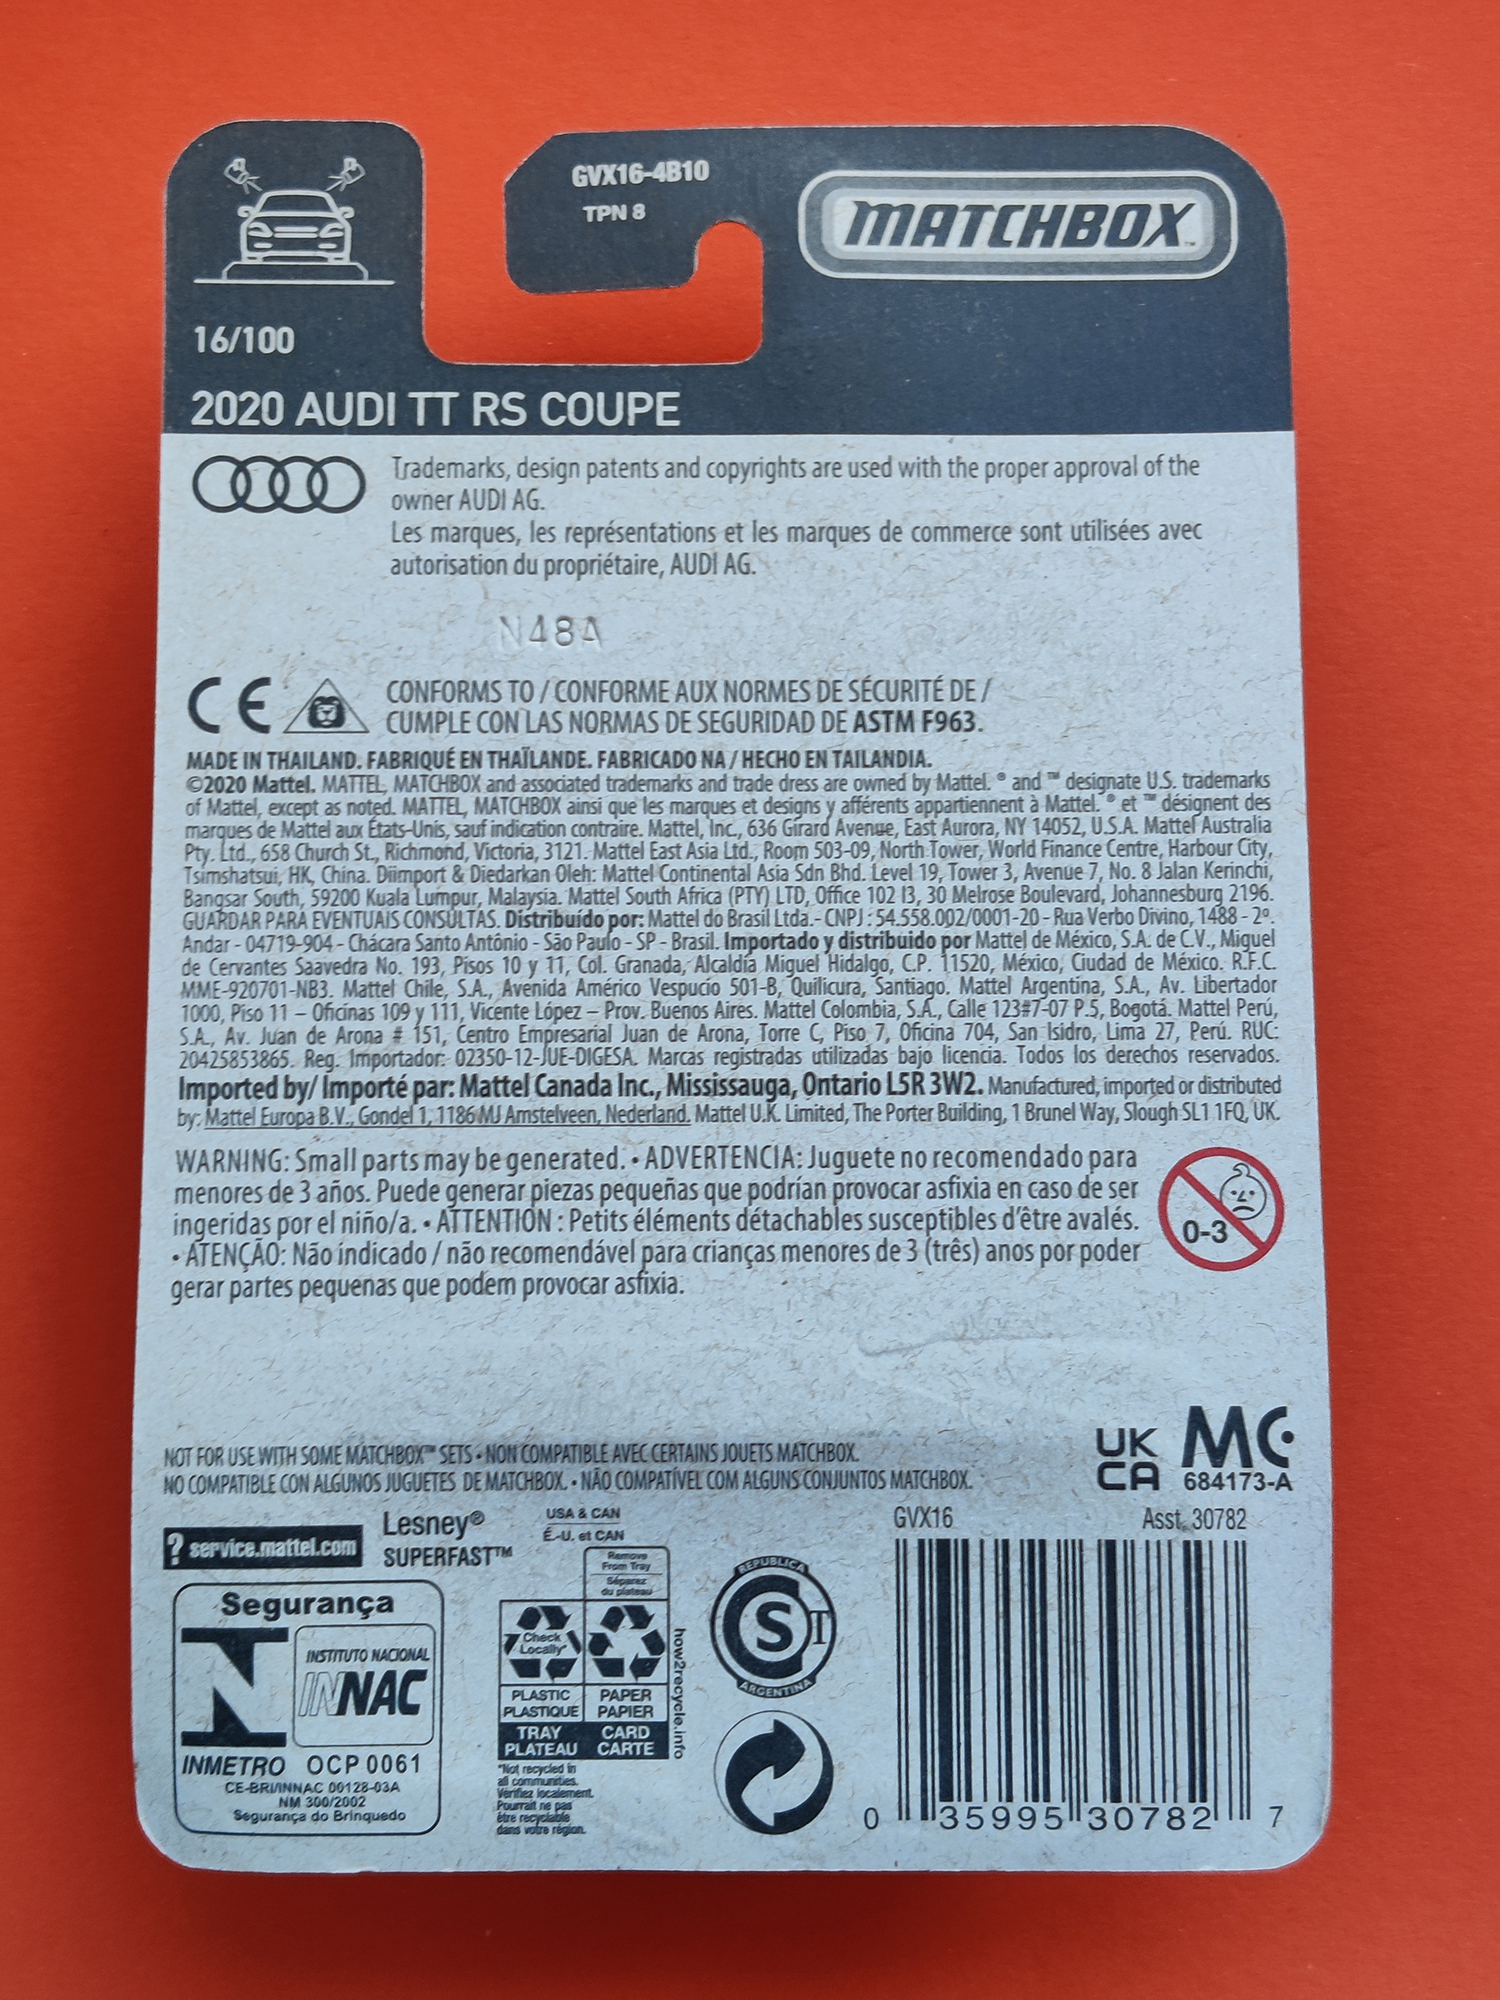 GVX16-4B10
TPN 8
MATCHBOX™
16/100
2020 AUDI TT RS COUPE
Trademarks, design patents and copyrights are used with the proper approval of the
owner AUDI AG.
Les marques, les représentations et les marques de commerce sont utilisées avec
autorisation du propriétaire, AUDI AG.
N48A
CE
CONFORMS TO / CONFORME AUX NORMES DE SÉCURITÉ DE /
CUMPLE CON LAS NORMAS DE SEGURIDAD DE ASTM F963.
MADE IN THAILAND. FABRIQUÉ EN THAÏLANDE. FABRICADO NA / HECHO EN TAILANDIA.
©2020 Mattel. MATTEL, MATCHBOX and associated trademarks and trade dress are owned by Mattel. ® and ™ designate U.S. trademarks
of Mattel, except as noted. MATTEL, MATCHBOX ainsi que les marques et designs y afférents appartiennent à Mattel. ® et ™ désignent des
marques de Mattel aux États-Unis, sauf indication contraire. Mattel, Inc., 636 Girard Avenue, East Aurora, NY 14052, U.S.A. Mattel Australia
Pty. Ltd., 658 Church St., Richmond, Victoria, 3121. Mattel East Asia Ltd., Room 503-09, North Tower, World Finance Centre, Harbour City,
Tsimshatsui, HK, China. Diimport & Diedarkan Oleh: Mattel Continental Asia Sdn Bhd. Level 19, Tower 3, Avenue 7, No. 8 Jalan Kerinchi,
Bangsar South, 59200 Kuala Lumpur, Malaysia. Mattel South Africa (PTY) LTD, Office 102 I3, 30 Melrose Boulevard, Johannesburg 2196.
GUARDAR PARA EVENTUAIS CONSULTAS. Distribuído por: Mattel do Brasil Ltda.- CNPJ : 54.558.002/0001-20 - Rua Verbo Divino, 1488 - 2º.
Andar - 04719-904 - Chácara Santo Antônio - São Paulo - SP - Brasil. Importado y distribuido por Mattel de México, S.A. de C.V., Miguel
de Cervantes Saavedra No. 193, Pisos 10 y 11, Col. Granada, Alcaldía Miguel Hidalgo, C.P. 11520, México, Ciudad de México. R.F.C.
MME-920701-NB3. Mattel Chile, S.A., Avenida Américo Vespucio 501-B, Quilicura, Santiago. Mattel Argentina, S.A., Av. Libertador
1000, Piso 11 – Oficinas 109 y 111, Vicente López – Prov. Buenos Aires. Mattel Colombia, S.A., Calle 123#7-07 P.5, Bogotá. Mattel Perú,
S.A., Av. Juan de Arona # 151, Centro Empresarial Juan de Arona, Torre C, Piso 7, Oficina 704, San Isidro, Lima 27, Perú. RUC:
20425853865. Reg. Importador: 02350-12-JUE-DIGESA. Marcas registradas utilizadas bajo licencia. Todos los derechos reservados.
Imported by/ Importé par: Mattel Canada Inc., Mississauga, Ontario L5R 3W2. Manufactured, imported or distributed
by: Mattel Europa B.V., Gondel 1, 1186 MJ Amstelveen, Nederland. Mattel U.K. Limited, The Porter Building, 1 Brunel Way, Slough SL1 1FQ, UK.
WARNING: Small parts may be generated. • ADVERTENCIA: Juguete no recomendado para
menores de 3 años. Puede generar piezas pequeñas que podrían provocar asfixia en caso de ser
ingeridas por el niño/a. • ATTENTION : Petits éléments détachables susceptibles d'être avalés.
• ATENÇÃO: Não indicado / não recomendável para crianças menores de 3 (três) anos por poder
gerar partes pequenas que podem provocar asfixia.
0-3
NOT FOR USE WITH SOME MATCHBOX™ SETS • NON COMPATIBLE AVEC CERTAINS JOUETS MATCHBOX.
NO COMPATIBLE CON ALGUNOS JUGUETES DE MATCHBOX. • NÃO COMPATÍVEL COM ALGUNS CONJUNTOS MATCHBOX.
UK
CA
MC
684173-A
? service.mattel.com
Lesney®
SUPERFAST™
USA & CAN
É.-U. et CAN
Remove
From Tray
Séparez
du plateau
Check
Locally*
PLASTIC
PLASTIQUE
PAPER
PAPIER
TRAY
PLATEAU
CARD
CARTE
how2recycle.info
*Not recycled in
all communities.
Vérifiez localement.
Pourrait ne pas
être recyclable
dans votre région.
Segurança
INSTITUTO NACIONAL
INNAC
INMETRO OCP 0061
CE-BRI/INNAC 00128-03A
NM 300/2002
Segurança do Brinquedo
REPUBLICA
CST
ARGENTINA
GVX16
Asst. 30782
0 35995 30782 7